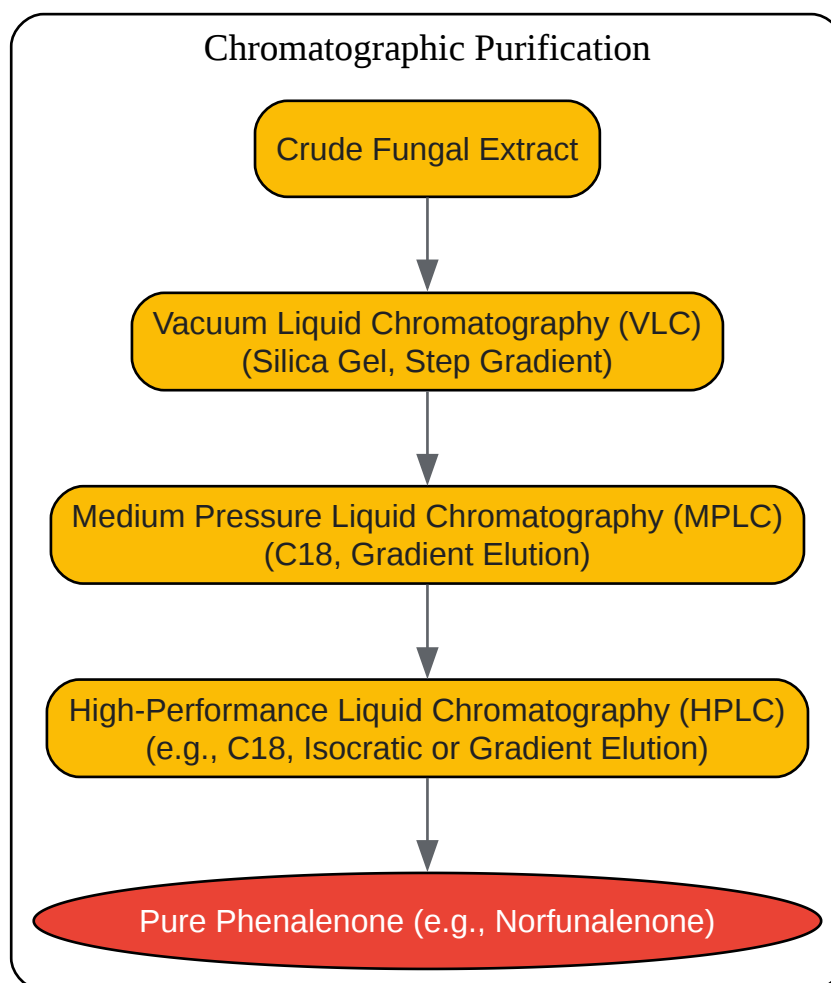 Chromatographic Purification
Crude Fungal Extract
Vacuum Liquid Chromatography (VLC)
(Silica Gel, Step Gradient)
Medium Pressure Liquid Chromatography (MPLC)
(C18, Gradient Elution)
High-Performance Liquid Chromatography (HPLC)
(e.g., C18, Isocratic or Gradient Elution)
Pure Phenalenone (e.g., Norfunalenone)